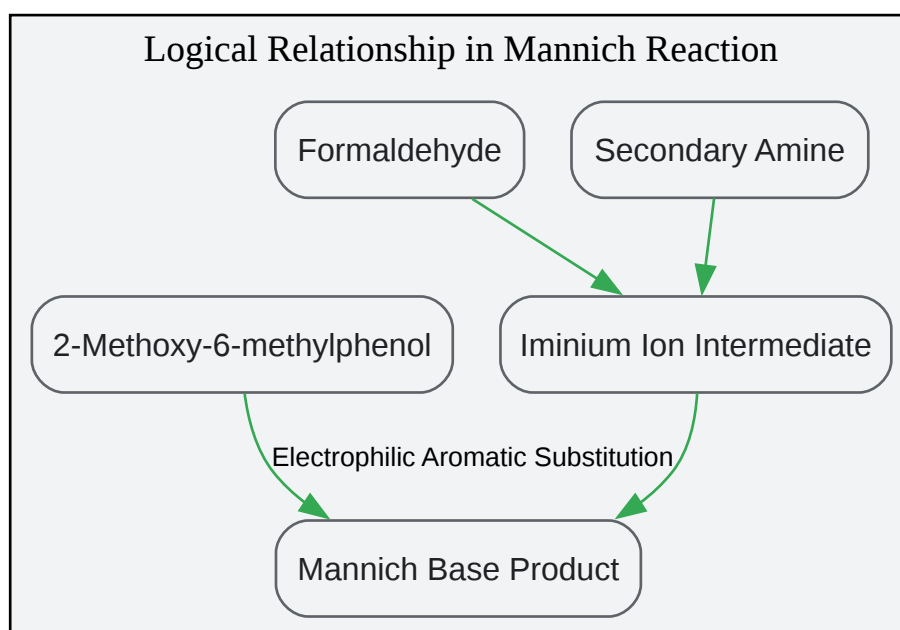 Logical Relationship in Mannich Reaction
Formaldehyde
Secondary Amine
2-Methoxy-6-methylphenol
Iminium Ion Intermediate
Electrophilic Aromatic Substitution
Mannich Base Product